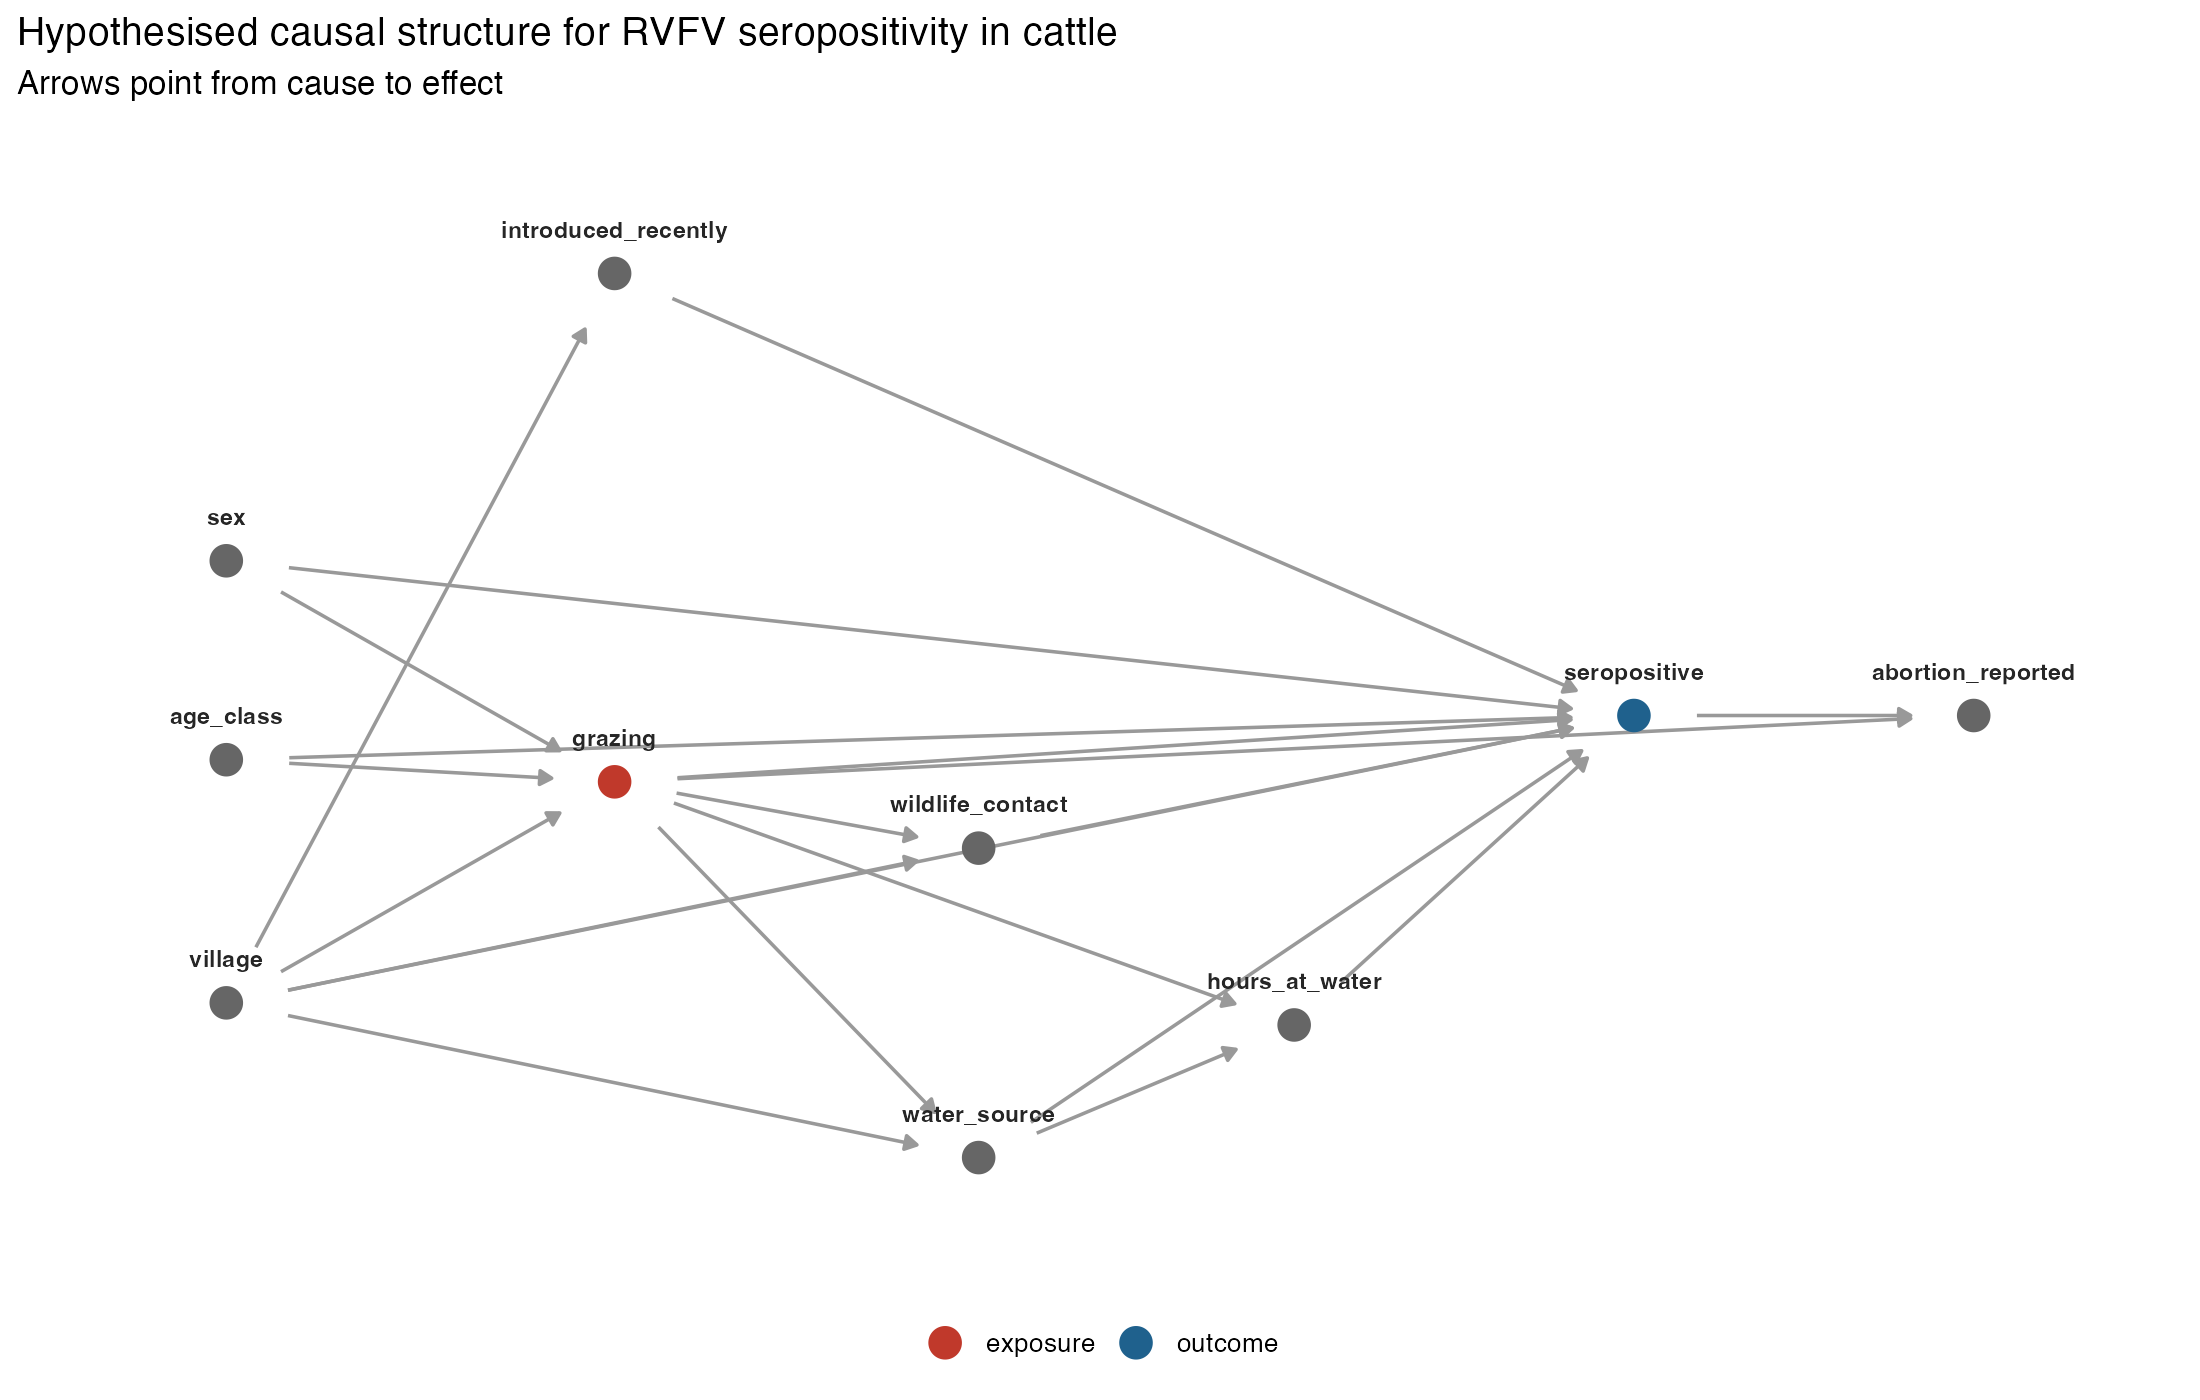 Hypothesised causal structure for RVFV seropositivity in cattle
Arrows point from cause to effect
introduced_recently
sex
seropositive
abortion_reported
age_class
grazing
wildlife_contact
village
hours_at_water
water_source
exposure
outcome